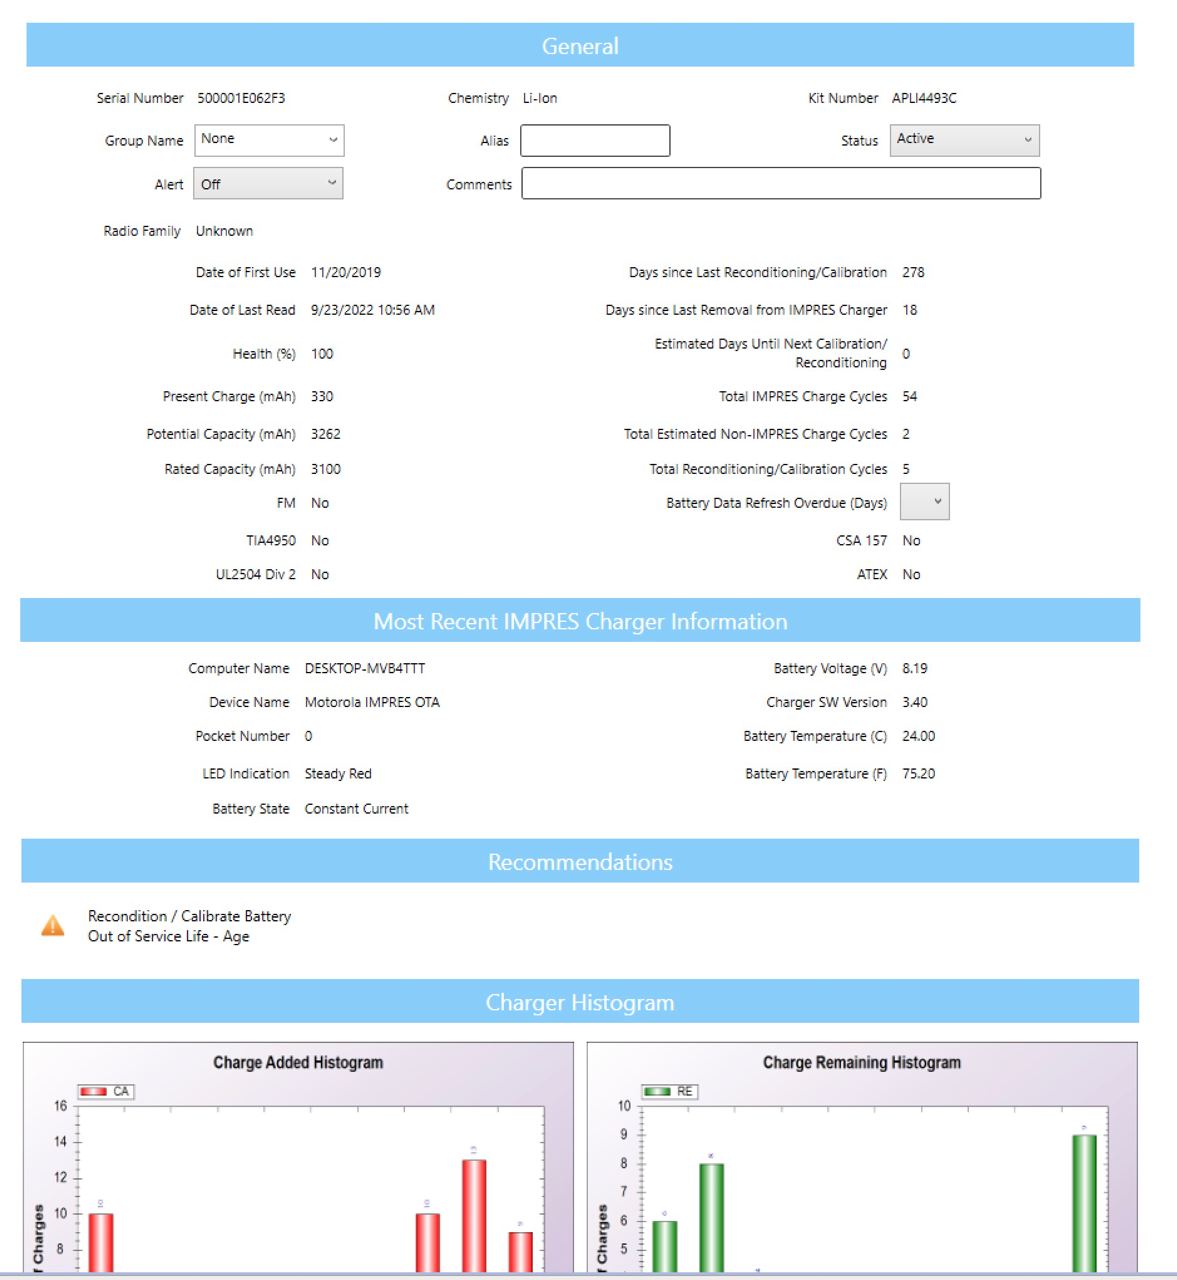 General
Serial Number 500001E062F3 Chemistry Li-Ion Kit Number APLI4493C
Group Name None Alias Status Active
Alert Off Comments
Radio Family Unknown
Date of First Use 11/20/2019 Days since Last Reconditioning/Calibration 278
Date of Last Read 9/23/2022 10:56 AM Days since Last Removal from IMPRES Charger 18
Health (%) 100 Estimated Days Until Next Calibration/
Reconditioning 0
Present Charge (mAh) 330 Total IMPRES Charge Cycles 54
Potential Capacity (mAh) 3262 Total Estimated Non-IMPRES Charge Cycles 2
Rated Capacity (mAh) 3100 Total Reconditioning/Calibration Cycles 5
FM No Battery Data Refresh Overdue (Days)
TIA4950 No CSA 157 No
UL2504 Div 2 No ATEX No
Most Recent IMPRES Charger Information
Computer Name DESKTOP-MVB4TTT Battery Voltage (V) 8.19
Device Name Motorola IMPRES OTA Charger SW Version 3.40
Pocket Number 0 Battery Temperature (C) 24.00
LED Indication Steady Red Battery Temperature (F) 75.20
Battery State Constant Current
Recommendations
Recondition / Calibrate Battery
Out of Service Life - Age
Charger Histogram
Charge Added Histogram
CA
16
14
12
10
8
10
10
13
9
Charges
Charge Remaining Histogram
RE
10
9
8
7
6
5
6
8
9
Charges